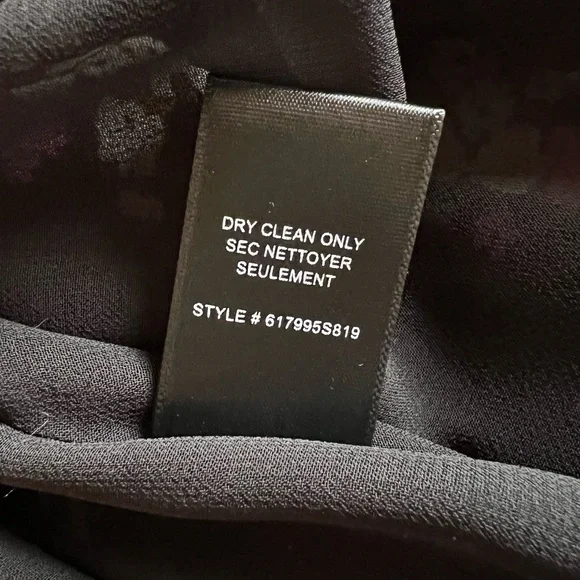 DRY CLEAN ONLY
SEC NETTOYER
SEULEMENT
STYLE # 617995S819